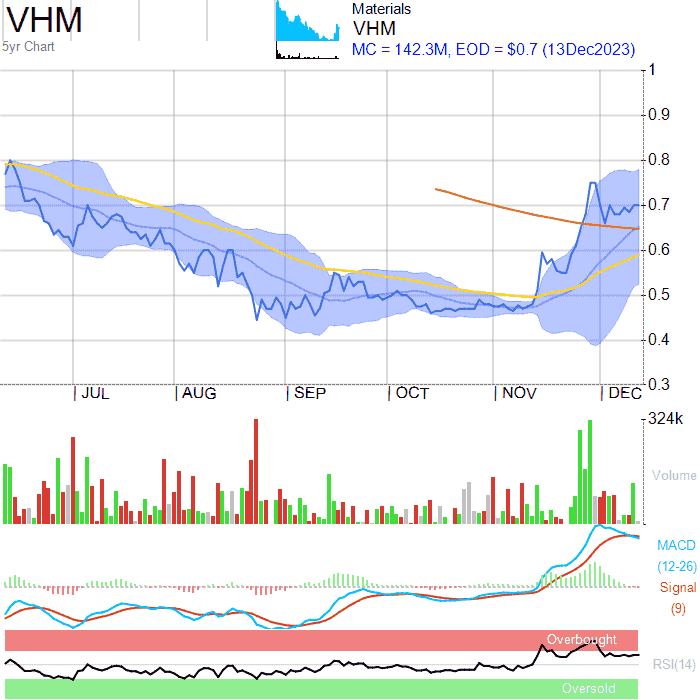 VHM
5yr Chart
Materials
VHM
MC = 142.3M, EOD = $0.7 (13Dec2023)
1
0.9
0.8
0.7
0.6
0.5
0.4
0.3
JUL AUG SEP OCT NOV DEC
324k
Volume
MACD
(12-26)
Signal
(9)
Overbought
RSI(14)
Oversold